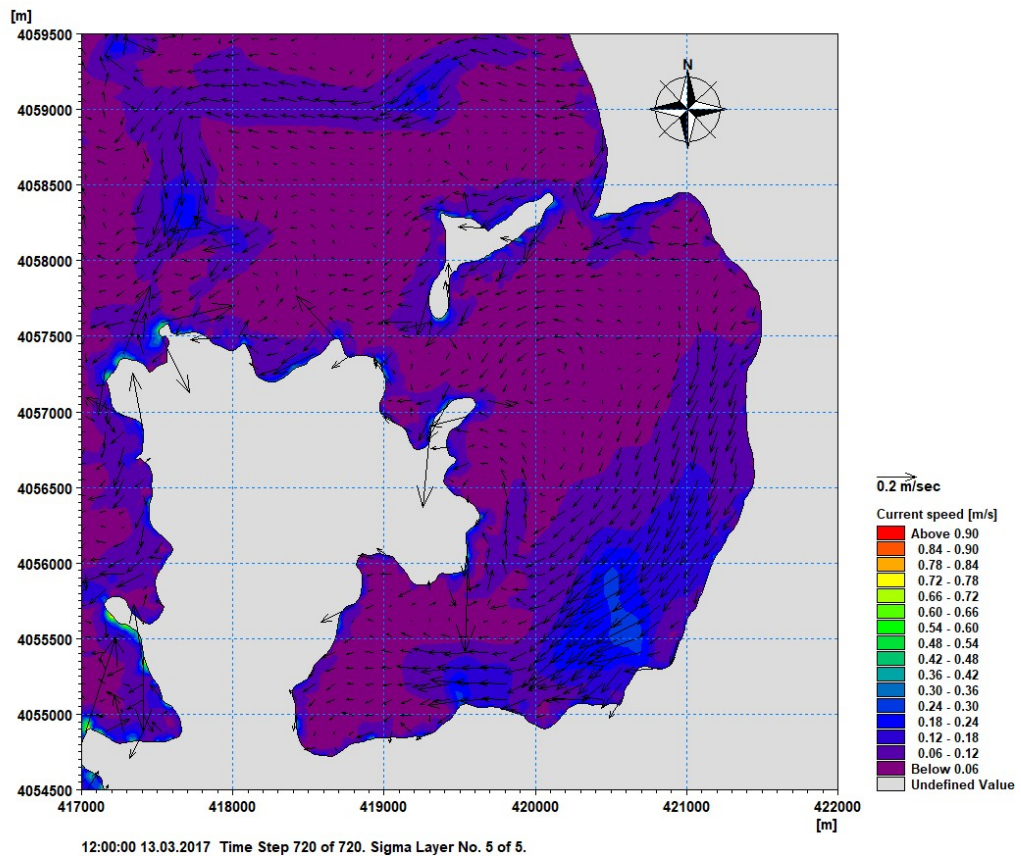 [m]
4059500
4059000
4058500
4058000
4057500
4057000
4056500
4056000
4055500
4055000
4054500
417000
418000
419000
420000
421000
422000
[m]
N
0.2 m/sec
Current speed [m/s]
Above 0.90
0.84 - 0.90
0.78 - 0.84
0.72 - 0.78
0.66 - 0.72
0.60 - 0.66
0.54 - 0.60
0.48 - 0.54
0.42 - 0.48
0.36 - 0.42
0.30 - 0.36
0.24 - 0.30
0.18 - 0.24
0.12 - 0.18
0.06 - 0.12
Below 0.06
Undefined Value
12:00:00 13.03.2017 Time Step 720 of 720. Sigma Layer No. 5 of 5.